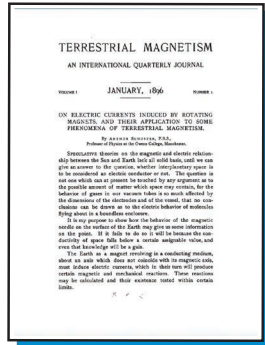 TERRESTRIAL MAGNETISM
AN INTERNATIONAL QUARTERLY JOURNAL
VOLUME I JANUARY, 1896 NUMBER 1
ON ELECTRIC CURRENTS INDUCED BY ROTATING
MAGNETS, AND THEIR APPLICATION TO SOME
PHENOMENA OF TERRESTRIAL MAGNETISM.
By ARTHUR SCHUSTER, F.R.S.,
Professor of Physics at the Owens College, Manchester.
SPECULATIVE theories on the magnetic and electric relation-
ship between the Sun and Earth lack all solid basis, until we can
give an answer to the question, whether interplanetary space is
to be considered an electric conductor or not. The question is
not one which can at present be touched by any argument as to
the possible amount of matter which space may contain, for the
behavior of gases in our vacuum tubes is so much affected by
the dimensions of the electrodes and of the vessel, that no con-
clusions can be drawn as to the electric behavior of molecules
flying about in a boundless enclosure.
It is my purpose to show how the behavior of the magnetic
needle on the surface of the Earth may give us some information
on the point. If it fails to do so it will be because the con-
ductivity of space falls below a certain assignable value, and
even that knowledge will be a gain.
The Earth as a magnet revolving in a conducting medium,
about an axis which does not coincide with its magnetic axis,
must induce electric currents, which in their turn will produce
certain magnetic and mechanical reactions. These reactions
may be calculated and their existence tested within certain
limits.